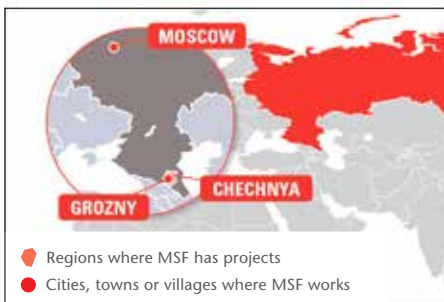 MOSCOW
CHECHNYA
GROZNY
Regions where MSF has projects
Cities, towns or villages where MSF works